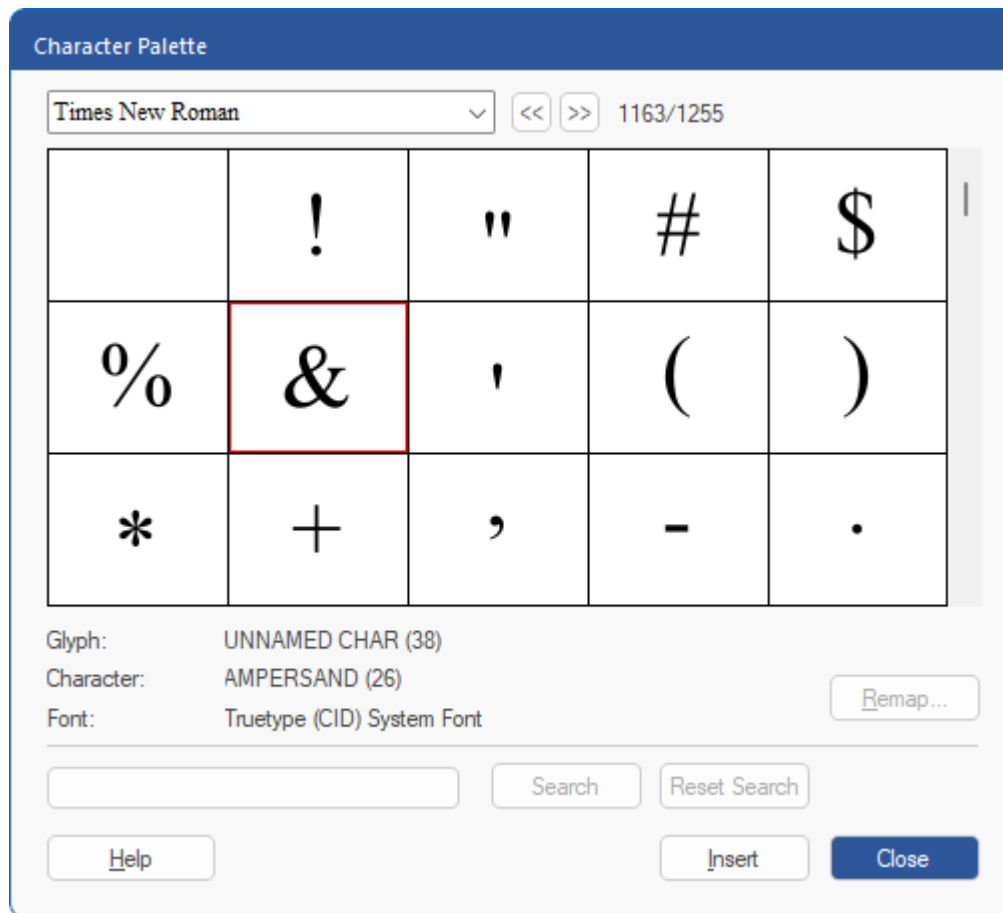 Character Palette
Times New Roman << >> 1163/1255
! " # $
% & ' ( )
* + , - .
Glyph: UNNAMED CHAR (38)
Character: AMPERSAND (26)
Remap...
Font: Truetype (CID) System Font
Search Reset Search
Help Insert Close